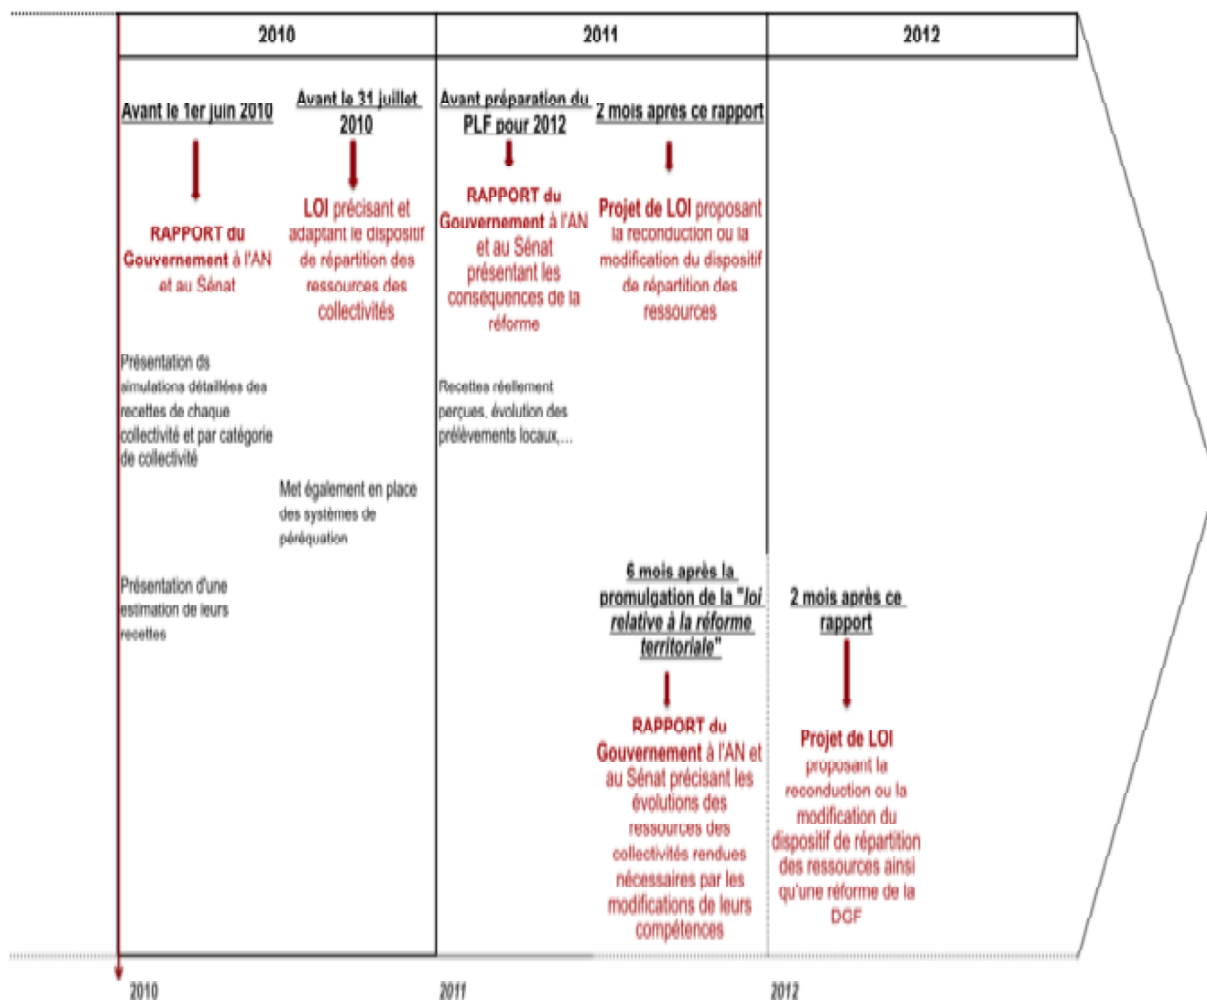 2010
2011
2012
Avant le 1er juin 2010
RAPPORT du
Gouvernement à l'AN
et au Sénat
Présentation ds
simulations détaillées des
recettes de chaque
collectivité et par catégorie
de collectivité
Présentation d'une
estimation de leurs
recettes
Avant le 31 juillet
2010
LOI précisant et
adaptant le dispositif
de répartition des
ressources des
collectivités
Met également en place
des systèmes de
péréquation
Avant préparation du
PLF pour 2012
RAPPORT du
Gouvernement à l'AN
et au Sénat
présentant les
conséquences de la
réforme
Recettes réellement
perçues, évolution des
prélèvements locaux,...
2 mois après ce rapport
Projet de LOI proposant
la reconduction ou la
modification du dispositif
de répartition des
ressources
6 mois après la
promulgation de la "loi
relative à la réforme
territoriale"
RAPPORT du
Gouvernement à l'AN et
au Sénat précisant les
évolutions des
ressources des
collectivités rendues
nécessaires par les
modifications de leurs
compétences
2 mois après ce
rapport
Projet de LOI
proposant la
reconduction ou la
modification du
dispositif de répartition
des ressources ainsi
qu'une réforme de la
DGF
2010
2011
2012